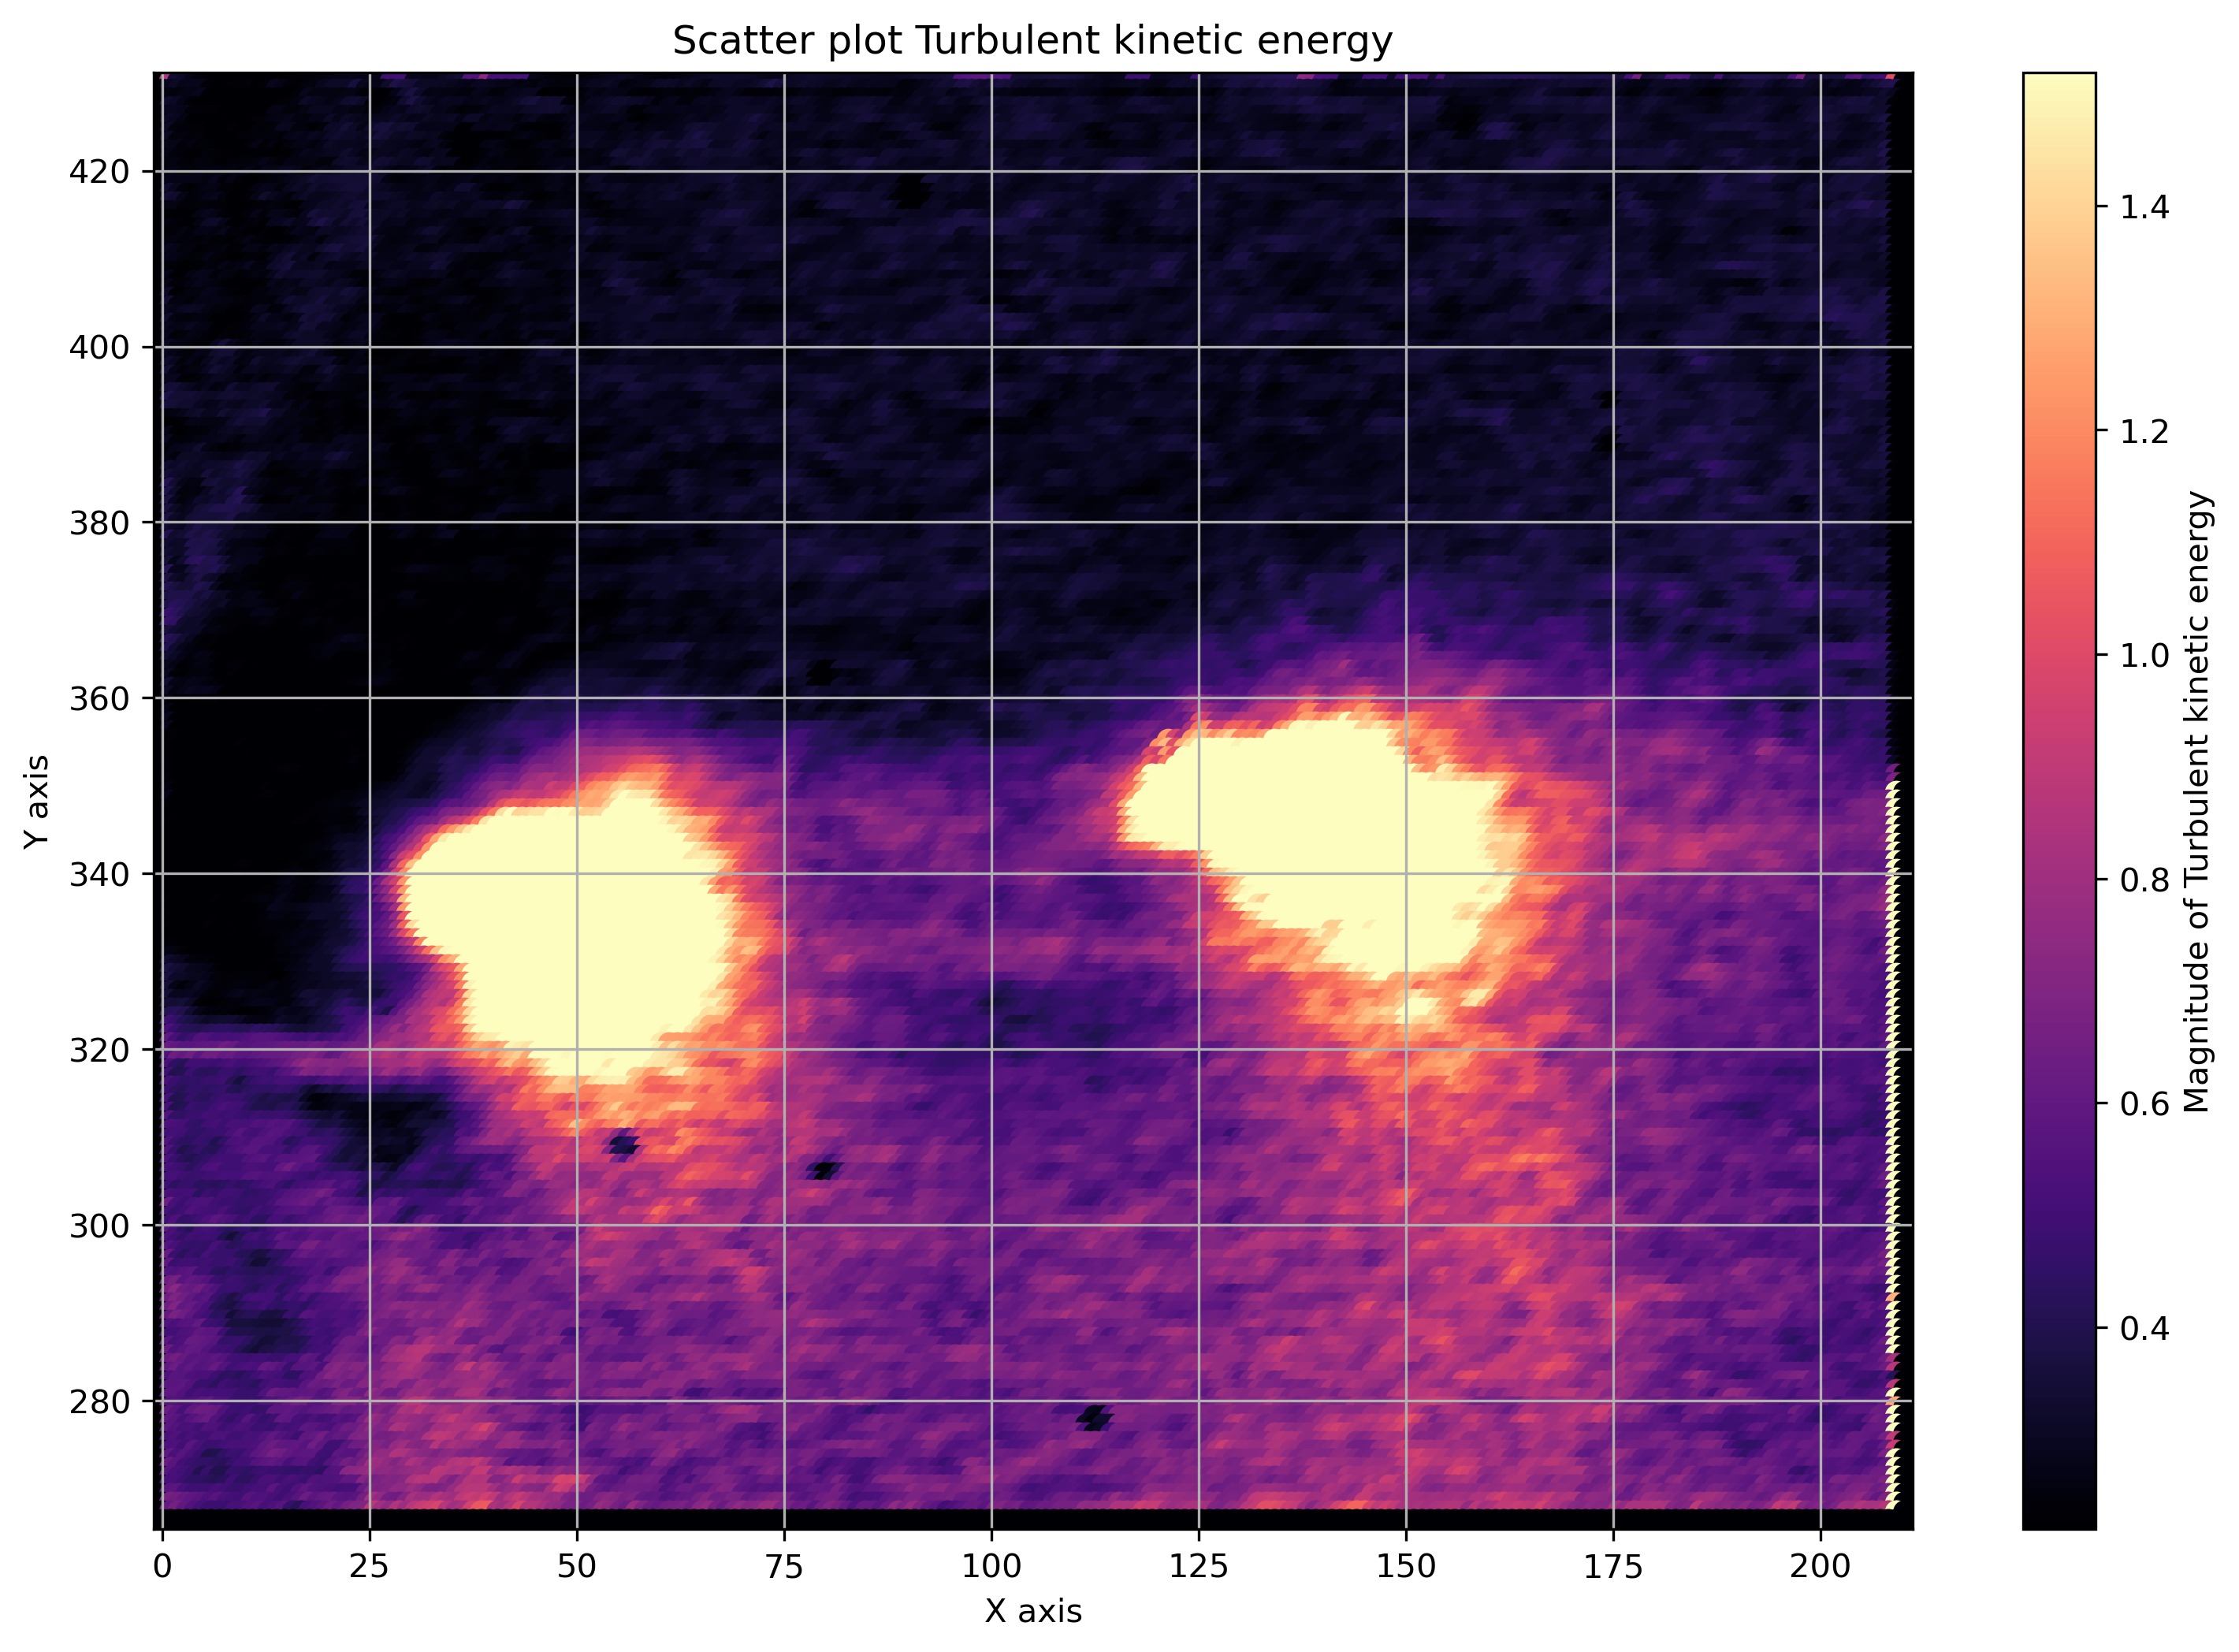 Scatter plot Turbulent kinetic energy
420
400
380
360
340
320
300
280
Y axis
0 25 50 75 100 125 150 175 200
X axis
1.4
1.2
1.0
0.8
0.6
0.4
Magnitude of Turbulent kinetic energy